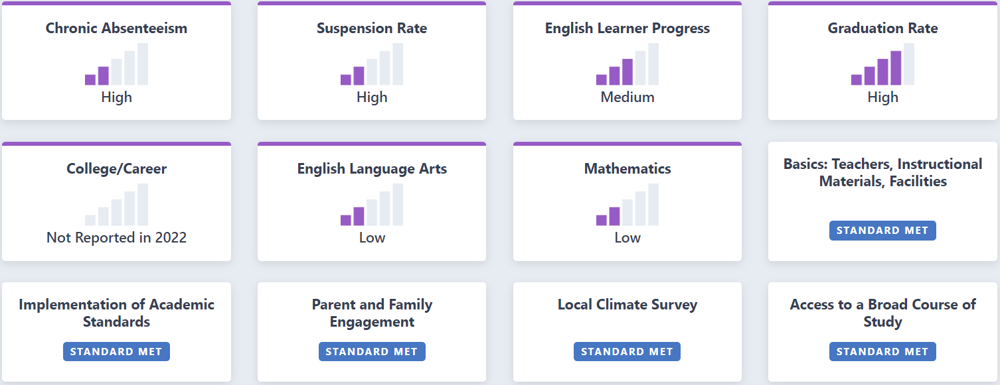 Chronic Absenteeism
High
Suspension Rate
High
English Learner Progress
Medium
Graduation Rate
High
College/Career
Not Reported in 2022
English Language Arts
Low
Mathematics
Low
Basics: Teachers, Instructional
Materials, Facilities
STANDARD MET
Implementation of Academic
Standards
STANDARD MET
Parent and Family
Engagement
STANDARD MET
Local Climate Survey
STANDARD MET
Access to a Broad Course of
Study
STANDARD MET